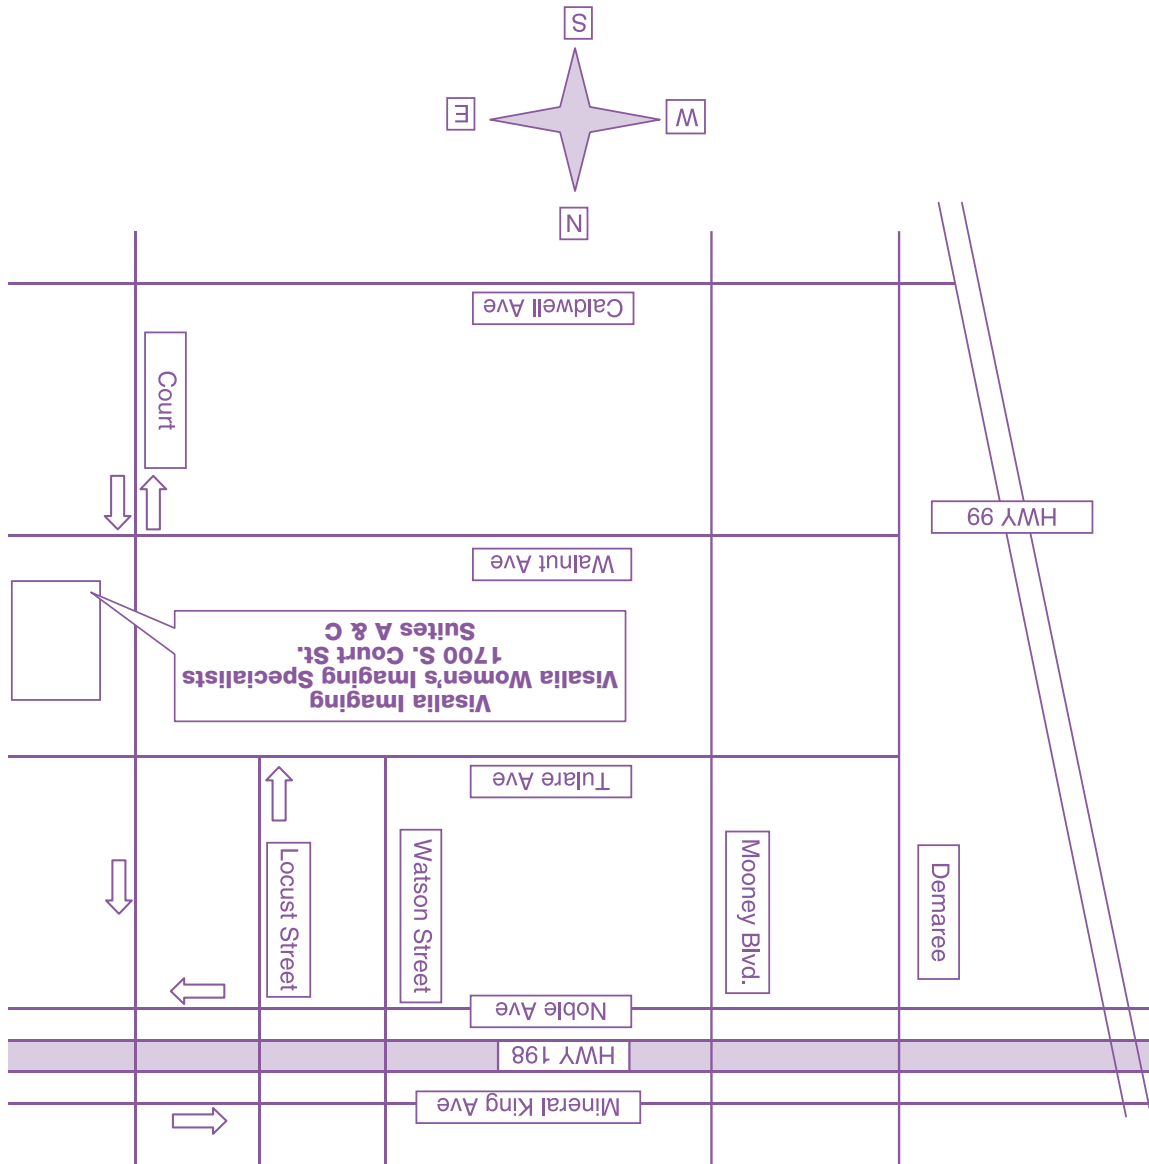 Mineral King Ave
HWY 198
Noble Ave
Demaree
Mooney Blvd.
Watson Street
Locust Street
Tulare Ave
Visalia Imaging
Visalia Women's Imaging Specialists
1700 S. Court St.
Suites A & C
Walnut Ave
HWY 99
Court
Caldwell Ave
N
W
E
S